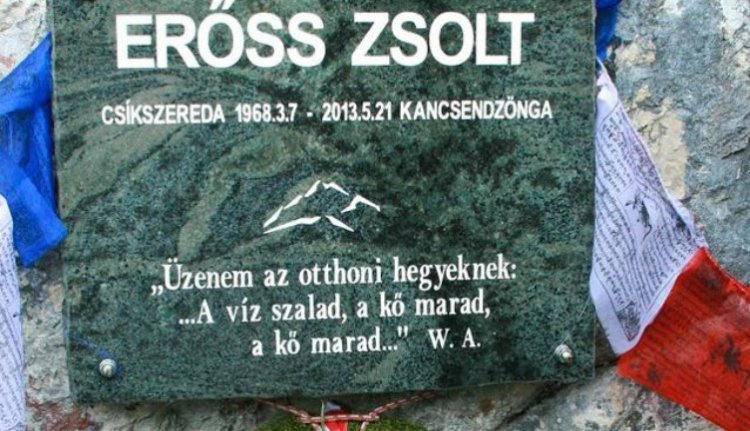 ERŐSS ZSOLT
CSÍKSZEREDA 1968.3.7 - 2013.5.21 KANCSENDZÖNGA
„Üzenem az otthoni hegyeknek:
...A víz szalad, a kő marad,
a kő marad..." W. A.